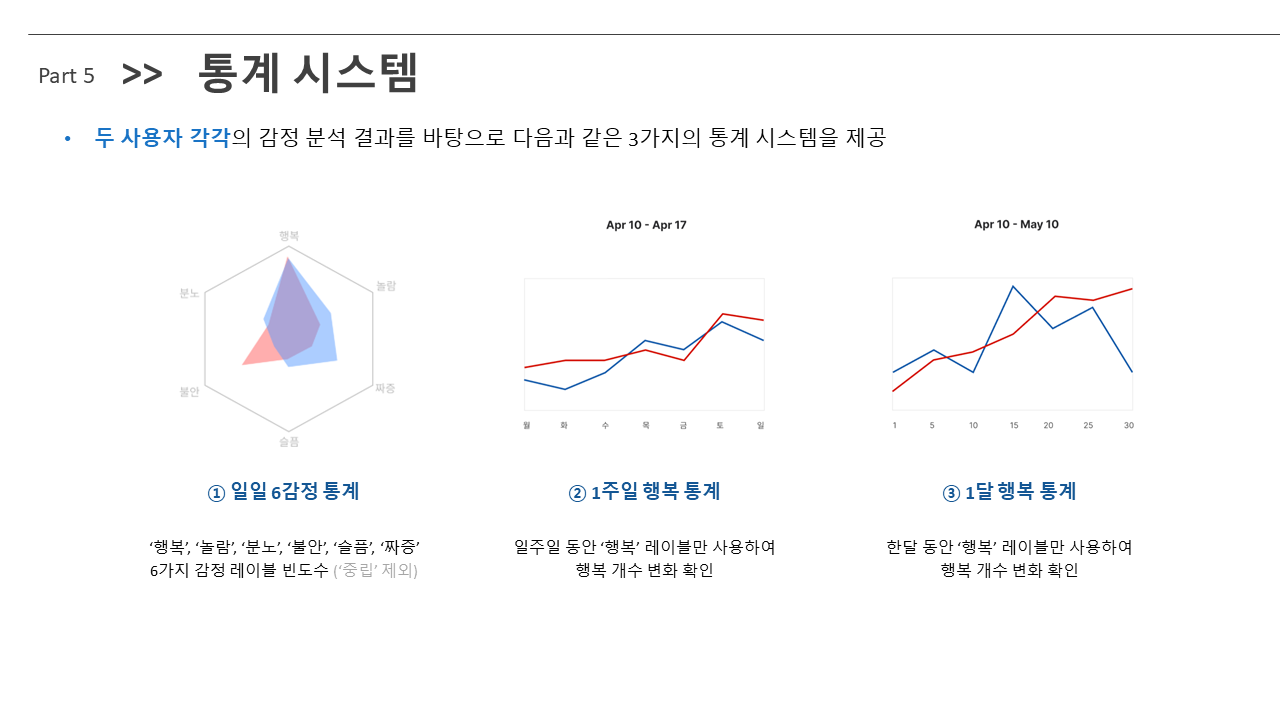 Part 5 >> 통계 시스템
• 두 사용자 각각의 감정 분석 결과를 바탕으로 다음과 같은 3가지의 통계 시스템을 제공
행복
분노
놀람
불안
짜증
슬픔
Apr 10 - Apr 17
월 화 수 목 금 토 일
Apr 10 - May 10
1 5 10 15 20 25 30
① 일일 6감정 통계
‘행복’, ‘놀람’, ‘분노’, ‘불안’, ‘슬픔’, ‘짜증’
6가지 감정 레이블 빈도수 (‘중립’ 제외)
② 1주일 행복 통계
일주일 동안 ‘행복’ 레이블만 사용하여
행복 개수 변화 확인
③ 1달 행복 통계
한달 동안 ‘행복’ 레이블만 사용하여
행복 개수 변화 확인